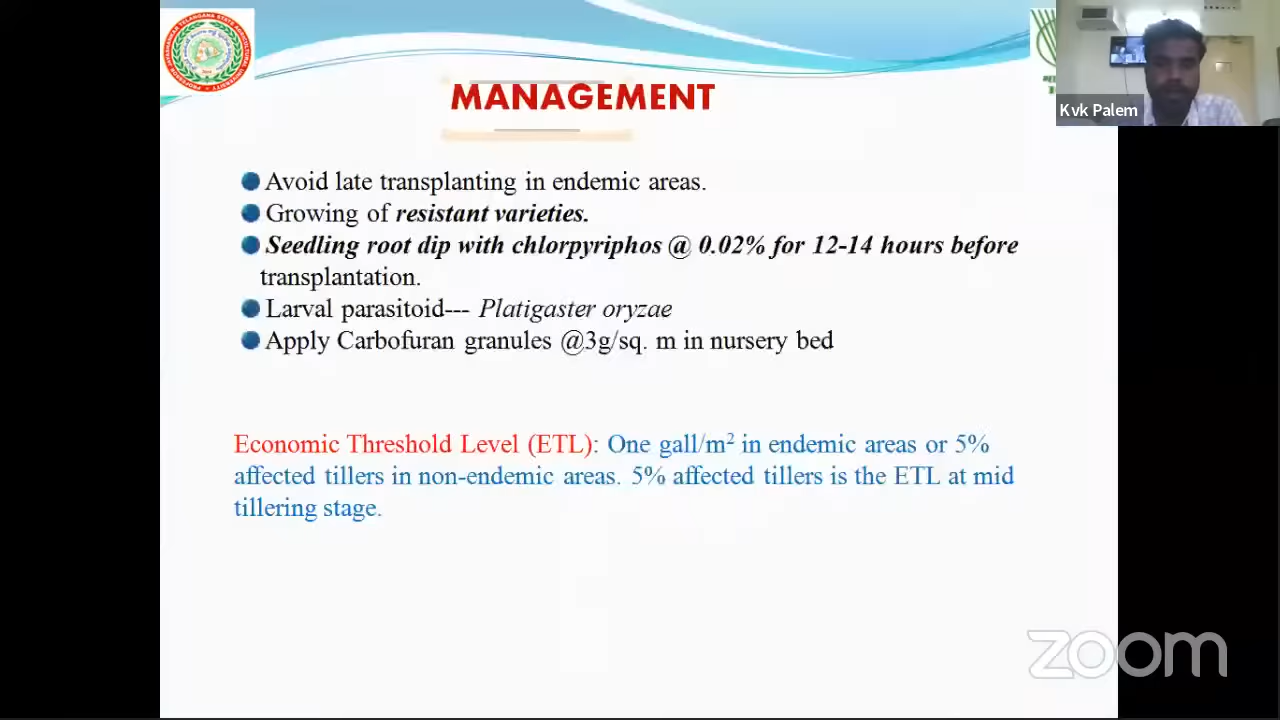 MANAGEMENT
Kvk Palem
Avoid late transplanting in endemic areas.
Growing of resistant varieties.
Seedling root dip with chlorpyriphos @ 0.02% for 12-14 hours before
transplantation.
Larval parasitoid--- Platigaster oryzae
Apply Carbofuran granules @3g/sq. m in nursery bed
Economic Threshold Level (ETL): One gall/m² in endemic areas or 5%
affected tillers in non-endemic areas. 5% affected tillers is the ETL at mid
tillering stage.
zoom